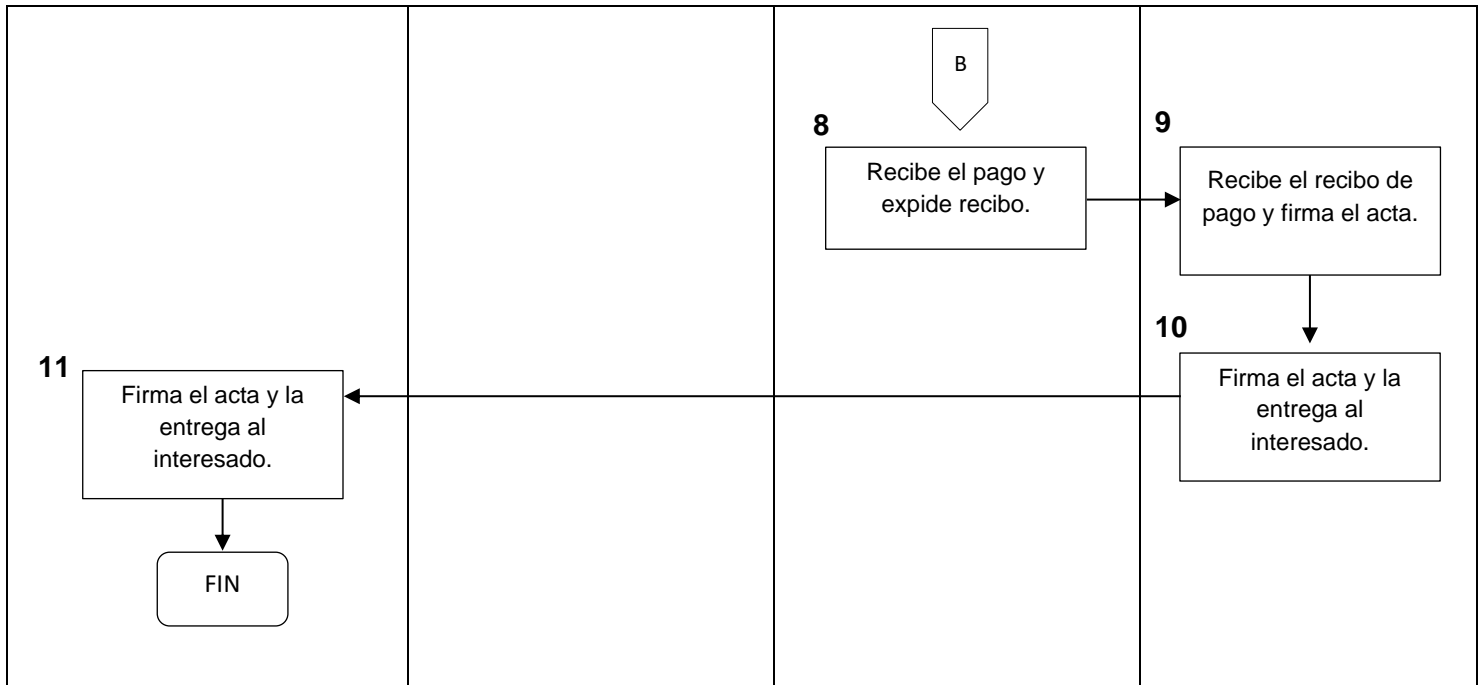 B
8
Recibe el pago y
expide recibo.
9
Recibe el recibo de
pago y firma el acta.
10
Firma el acta y la
entrega al
interesado.
11
Firma el acta y la
entrega al
interesado.
FIN